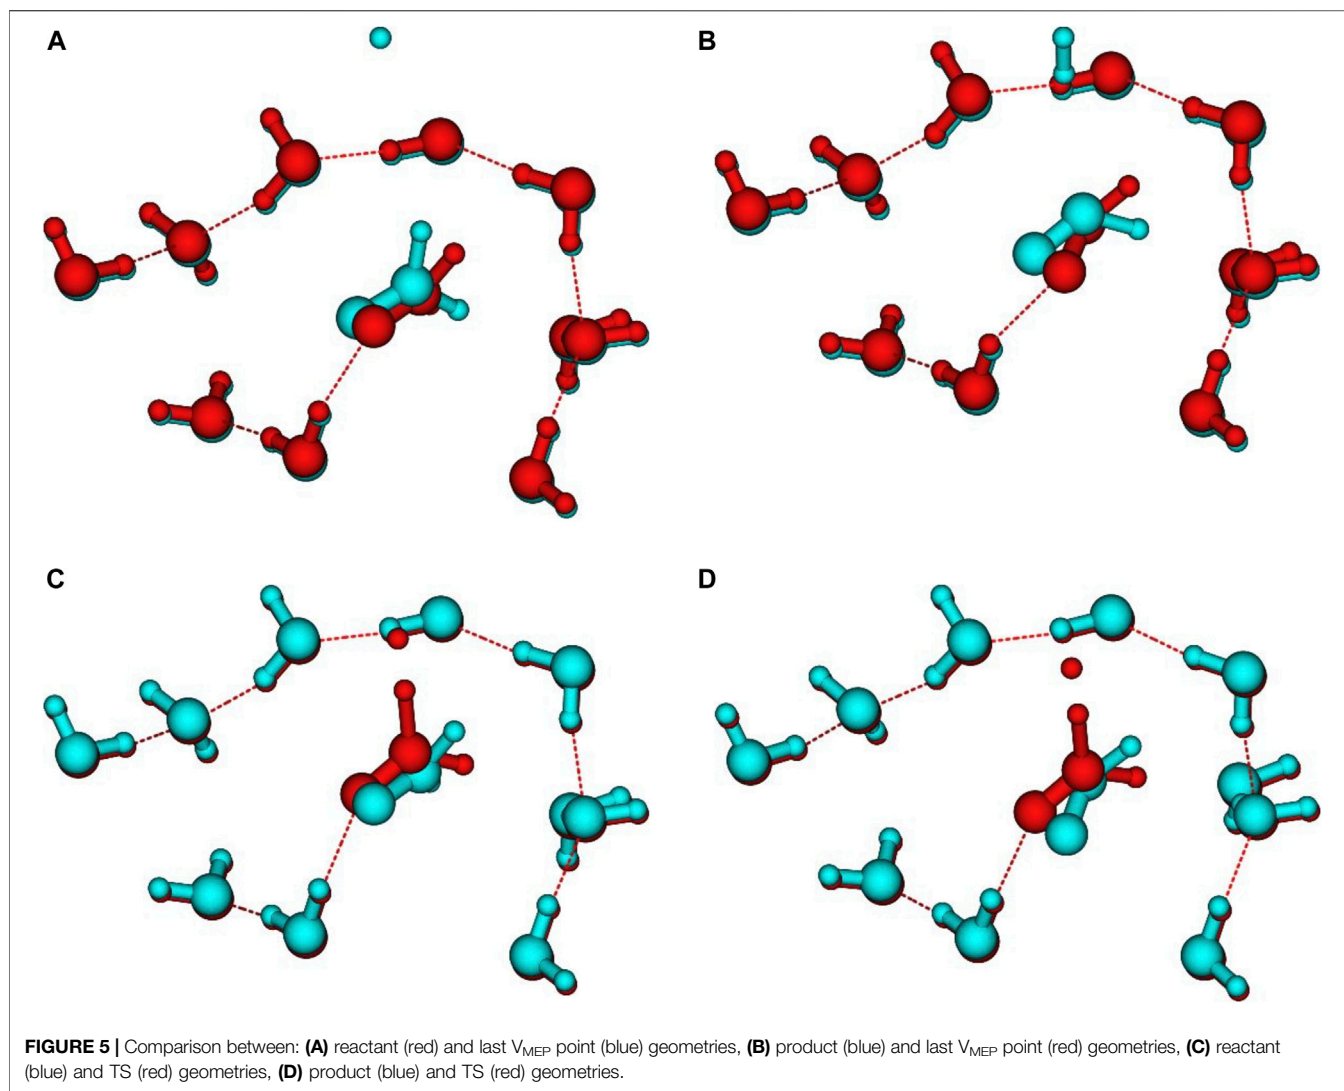 A
B
C
D
FIGURE 5 | Comparison between: (A) reactant (red) and last VMEP point (blue) geometries, (B) product (blue) and last VMEP point (red) geometries, (C) reactant
(blue) and TS (red) geometries, (D) product (blue) and TS (red) geometries.